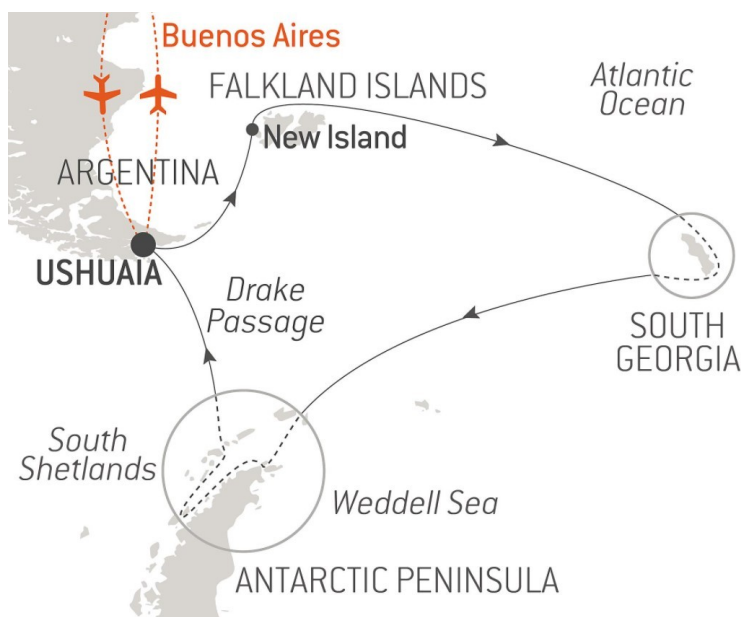 Buenos Aires
FALKLAND ISLANDS
Atlantic
Ocean
New Island
ARGENTINA
USHUAIA
Drake
Passage
SOUTH
GEORGIA
South
Shetlands
Weddell Sea
ANTARCTIC PENINSULA